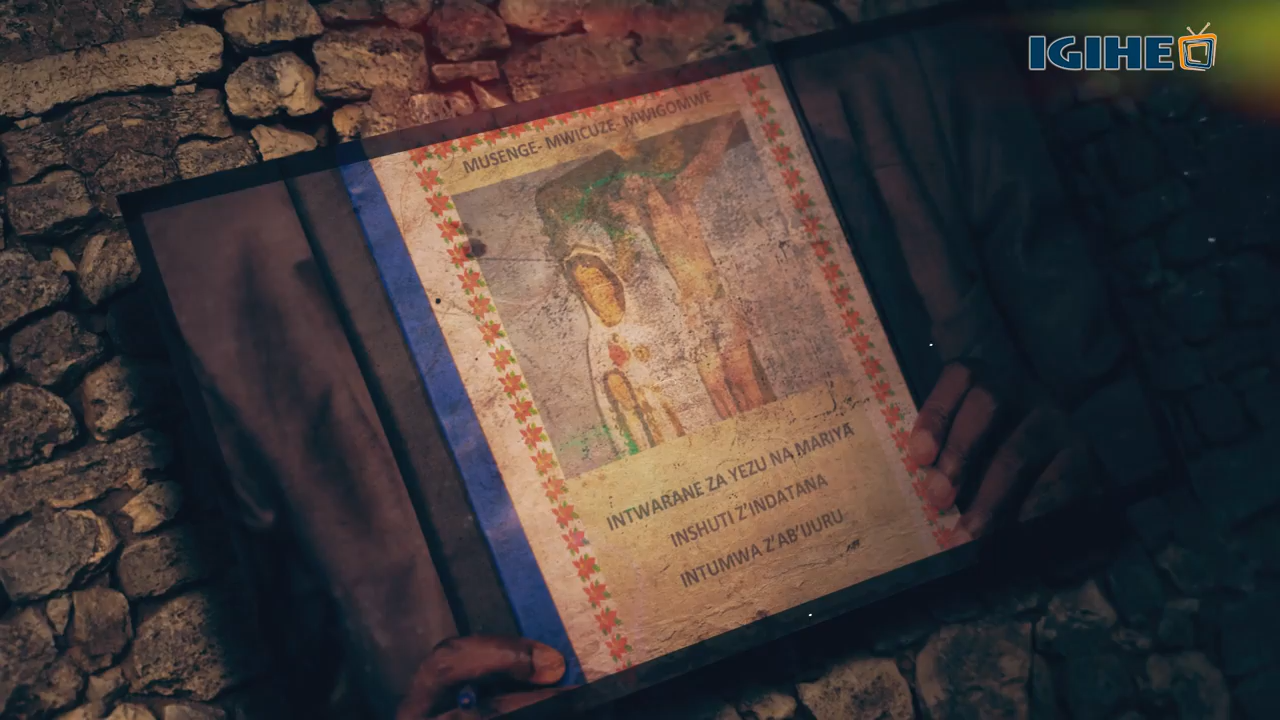 IGIHE
MUSENGE- MWICUZE- MWIGOMWE
INTWARANE ZA YEZU NA MARIYA
INSHUTI Z'INDATANA
INTUMWA Z'AB'IJURU